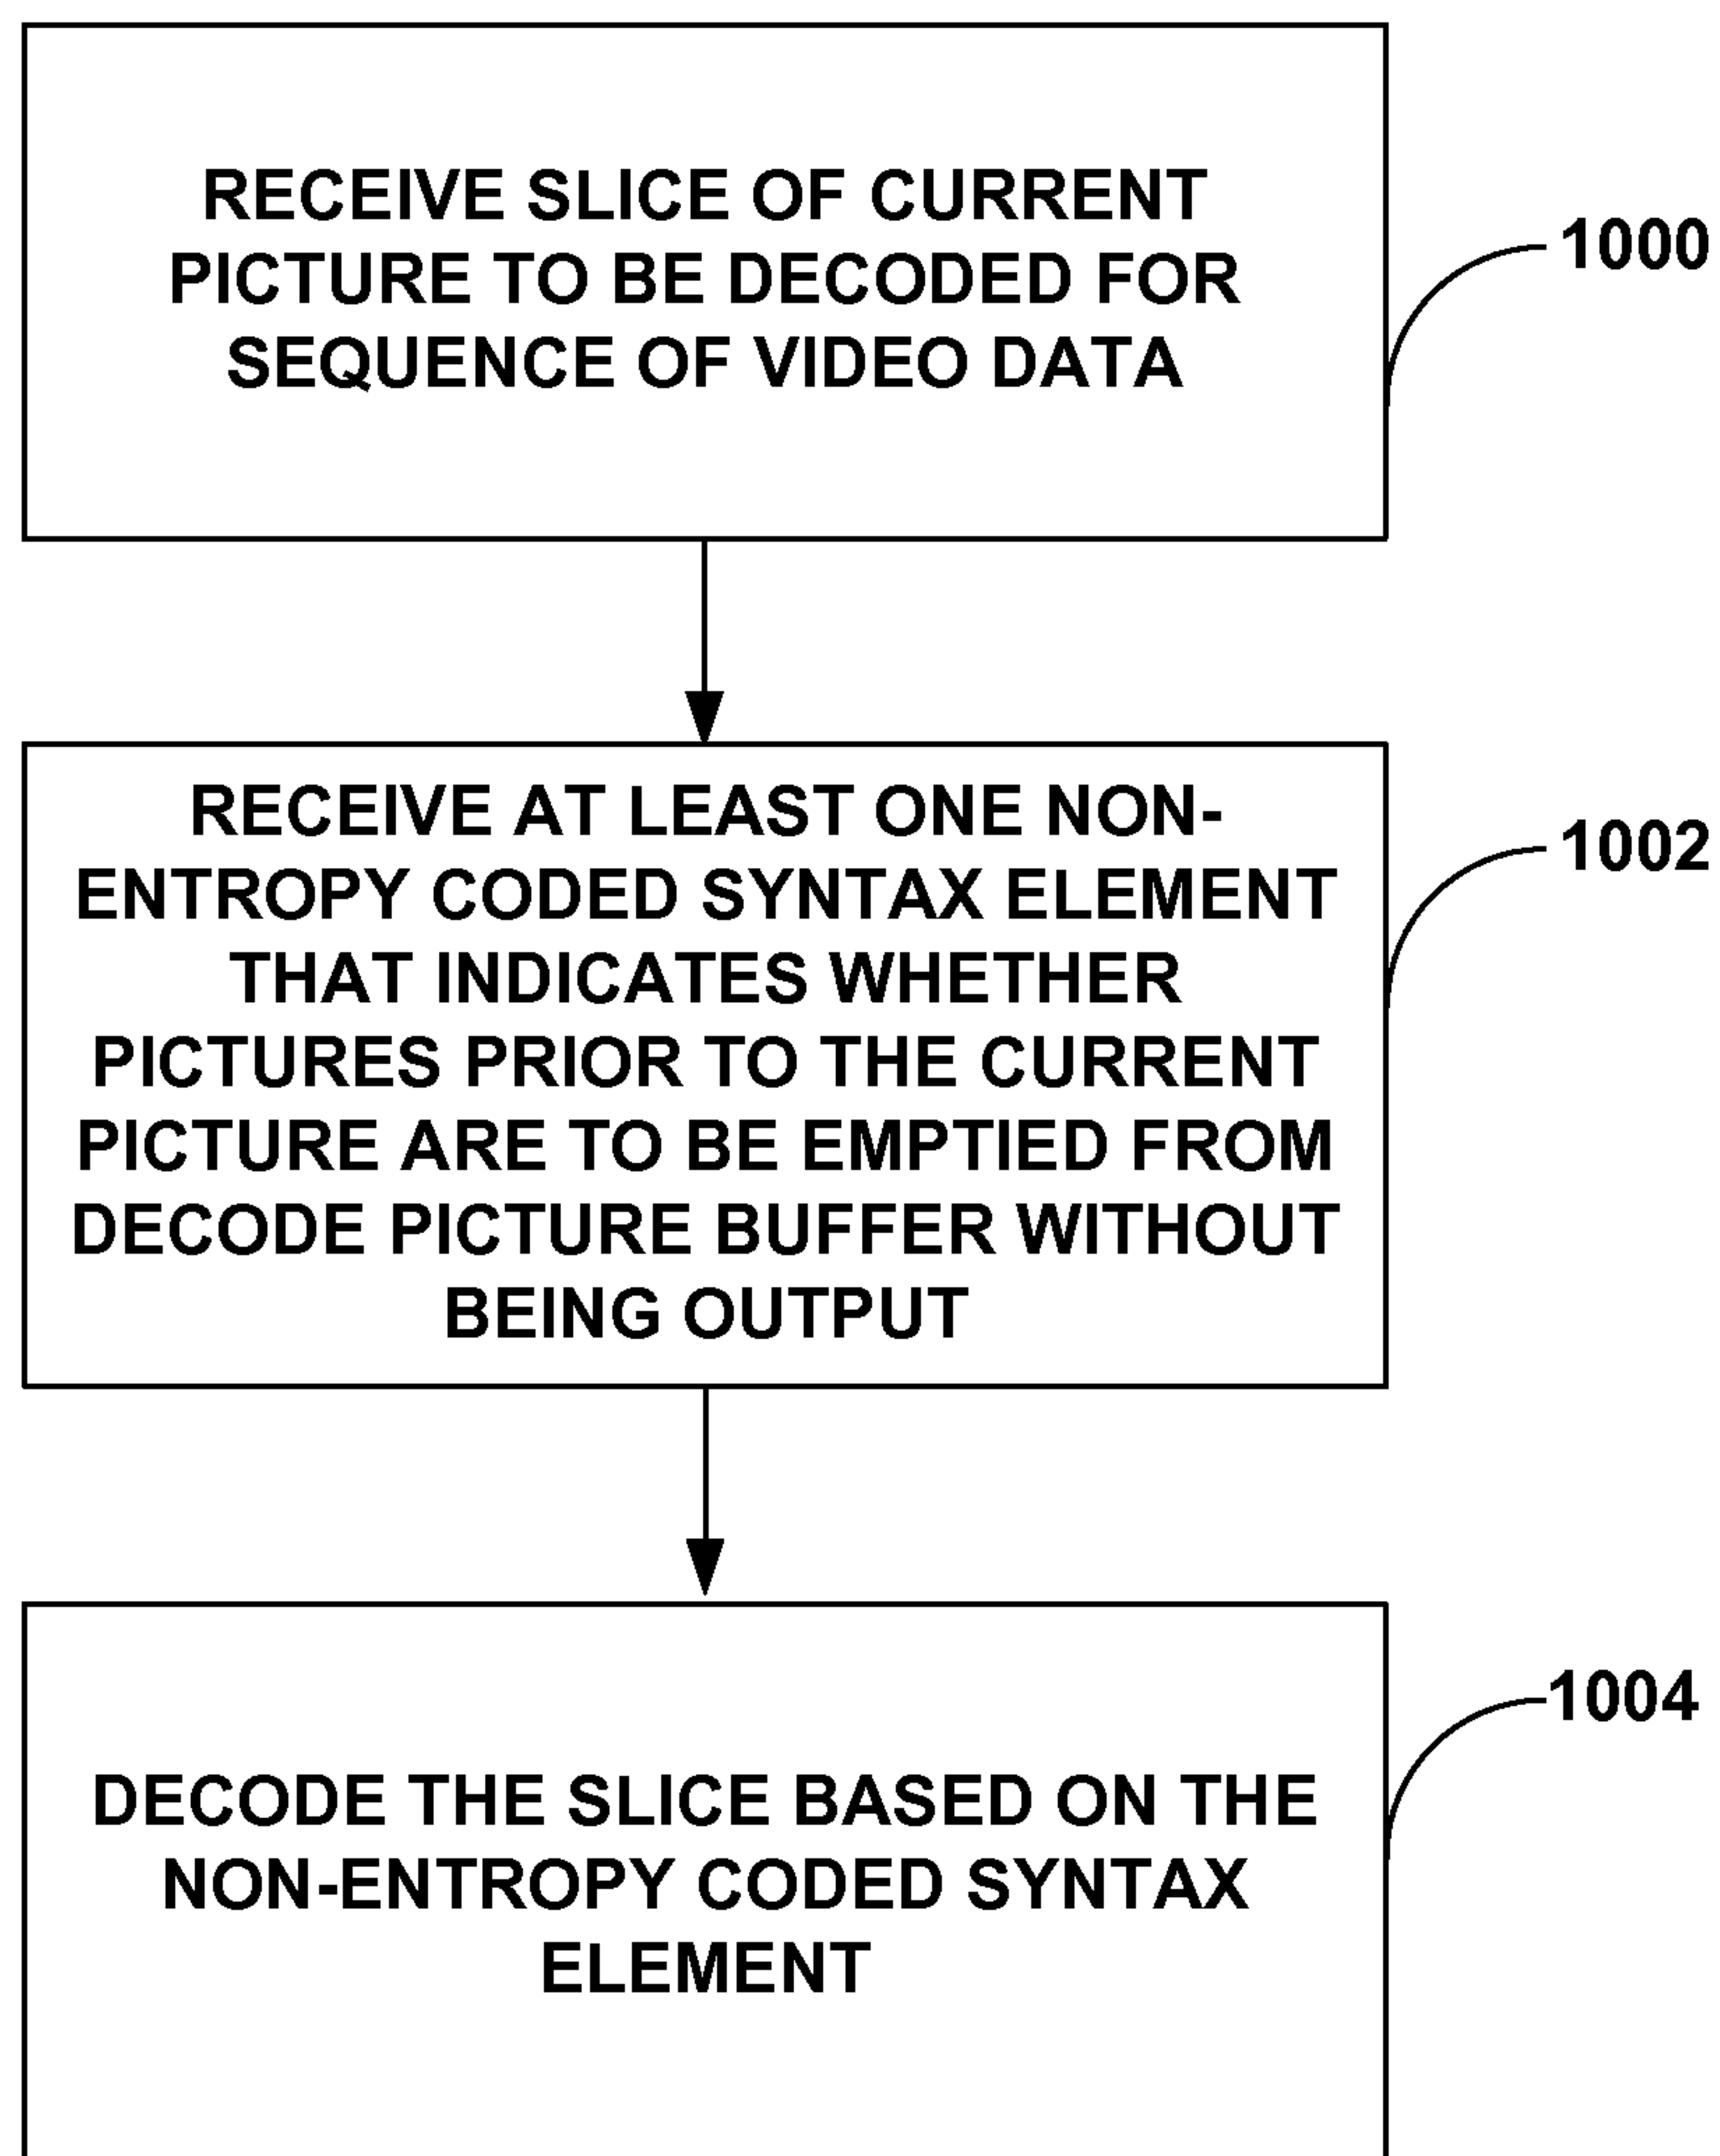 RECEIVE SLICE OF CURRENT
PICTURE TO BE DECODED FOR
SEQUENCE OF VIDEO DATA
1000
RECEIVE AT LEAST ONE NON-
ENTROPY CODED SYNTAX ELEMENT
THAT INDICATES WHETHER
PICTURES PRIOR TO THE CURRENT
PICTURE ARE TO BE EMPTIED FROM
DECODE PICTURE BUFFER WITHOUT
BEING OUTPUT
1002
DECODE THE SLICE BASED ON THE
NON-ENTROPY CODED SYNTAX
ELEMENT
1004